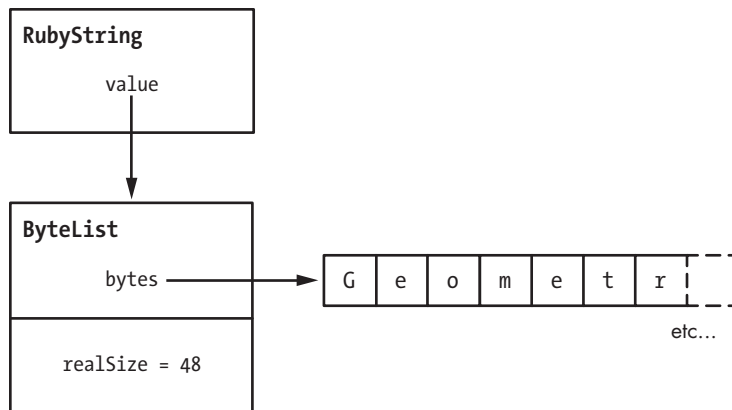 RubyString
value
ByteList
bytes
G e o m e t r
etc...
realSize = 48